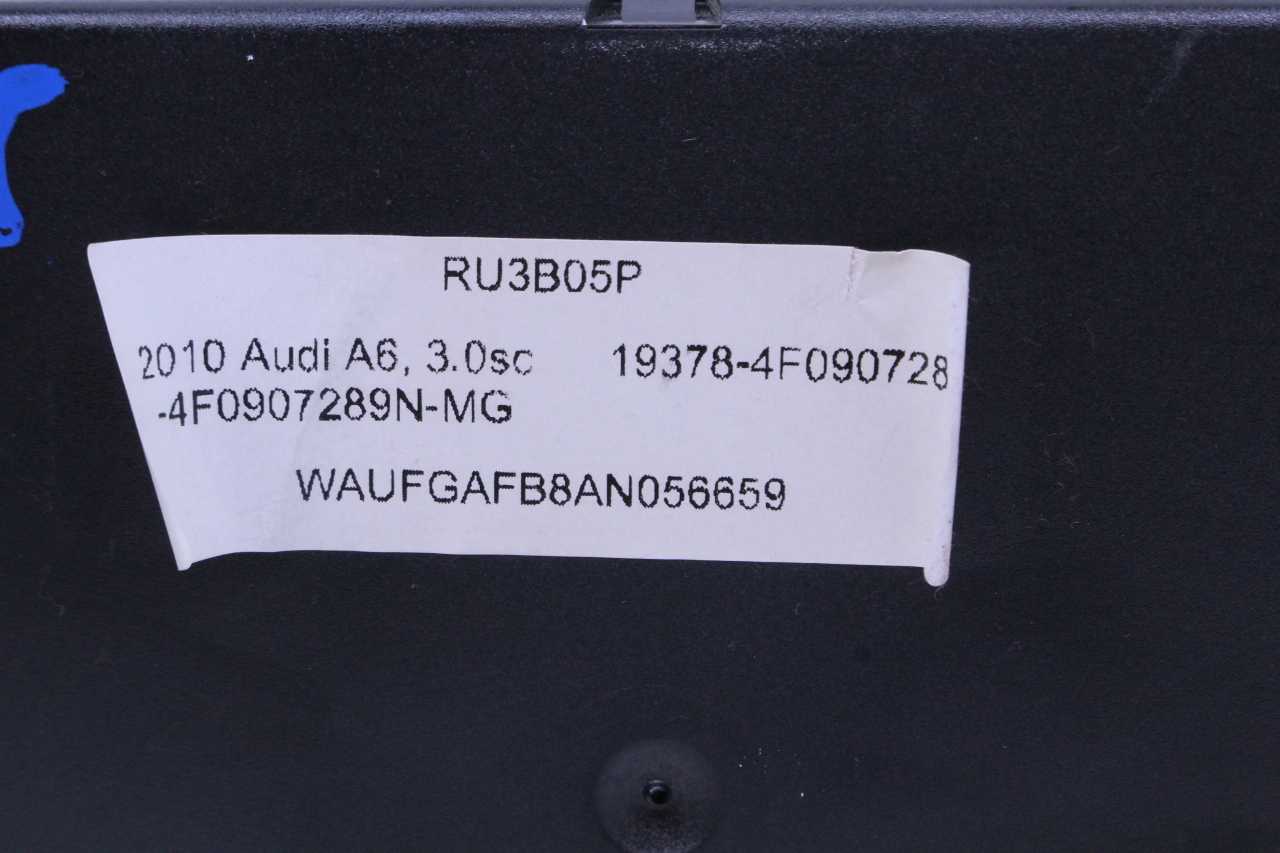 RU3B05P
2010 Audi A6, 3.0sc 19378-4F090728
-4F0907289N-MG
WAUFGAFB8AN056659